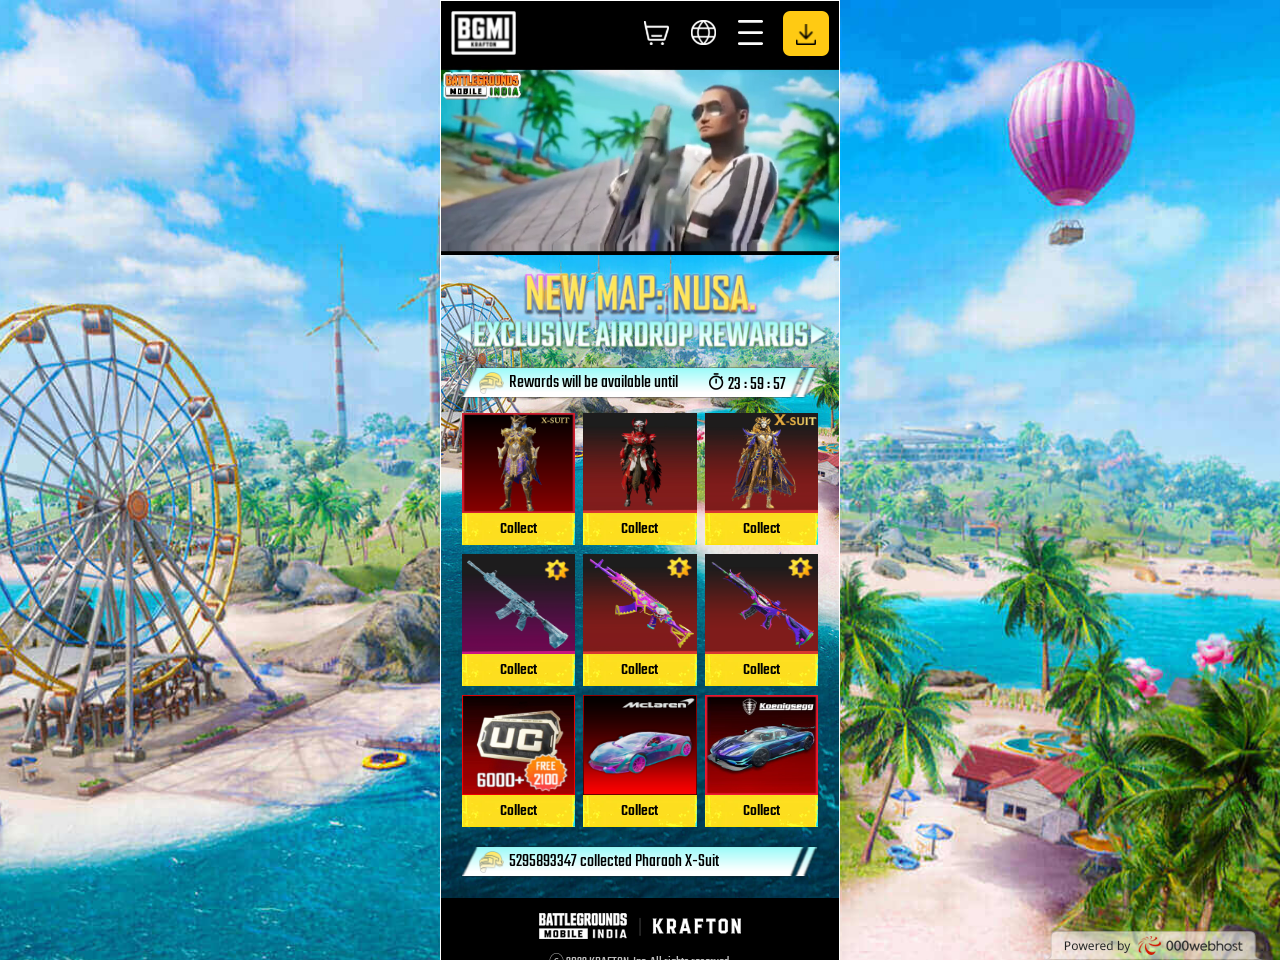 BGMI
KRAFTON
BATTLEGROUNDS
MOBILE INDIA
NEW MAP: NUSA.
EXCLUSIVE AIRDROP REWARDS
Rewards will be available until 23 : 59 : 57
X-SUIT
X-SUIT
Collect Collect Collect
Collect Collect Collect
McLaren
Koenigsegg
UC
6000+
FREE
2100
Collect Collect Collect
5295893347 collected Pharaoh X-Suit
BATTLEGROUNDS
MOBILE INDIA
KRAFTON
Powered by 000webhost